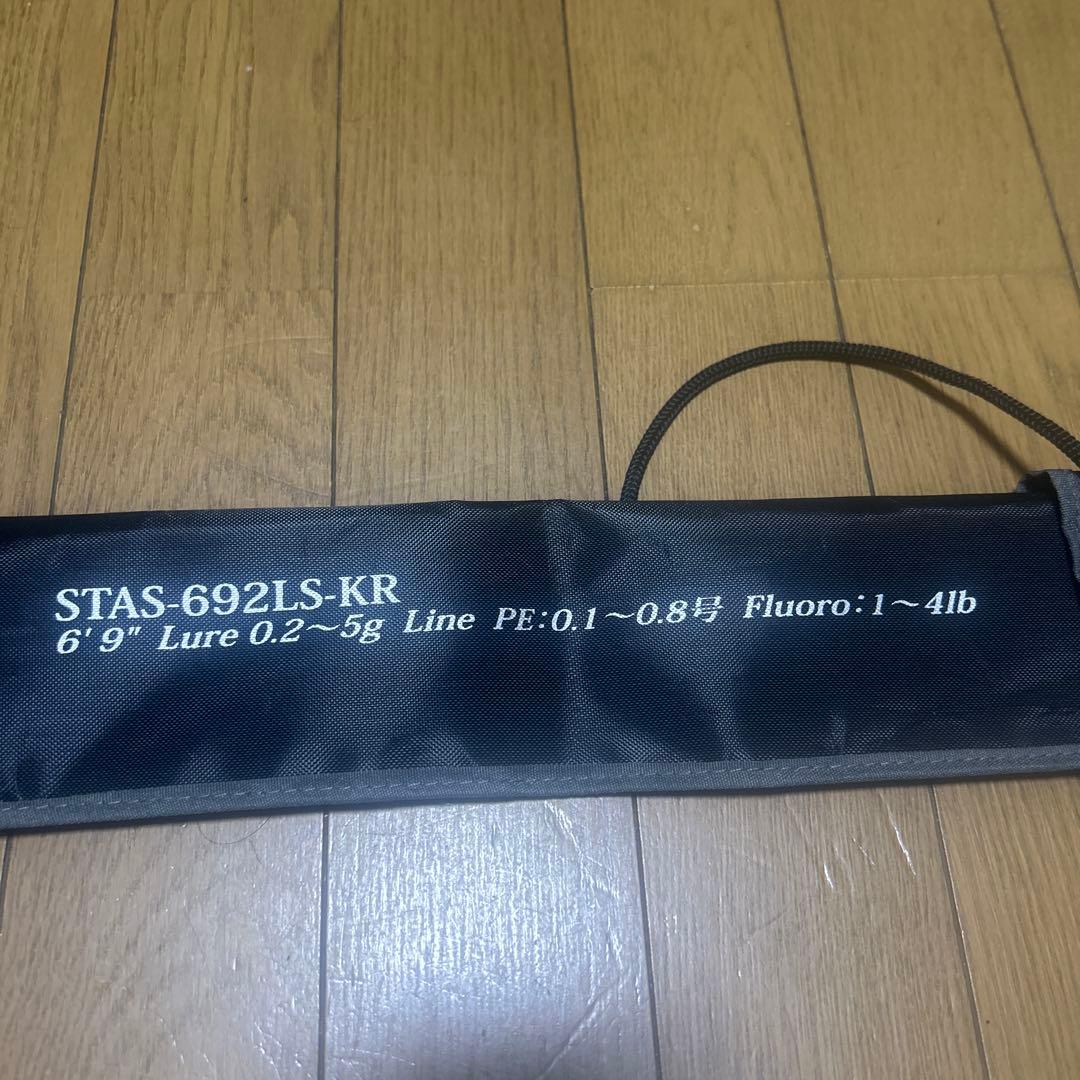 STAS-692LS-KR
6' 9" Lure 0.2～5g Line PE:0.1～0.8号 Fluoro:1～4lb